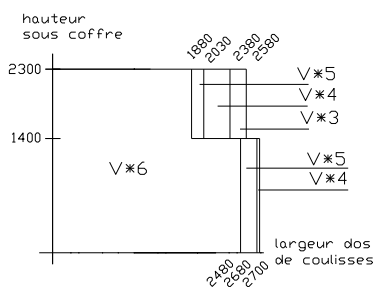 hauteur
sous coffre
1880
2030
2380
2580
2300
V*5
V*4
V*3
1400
V*6
V*5
V*4
largeur dos
de coulisses
2480
2680
2700